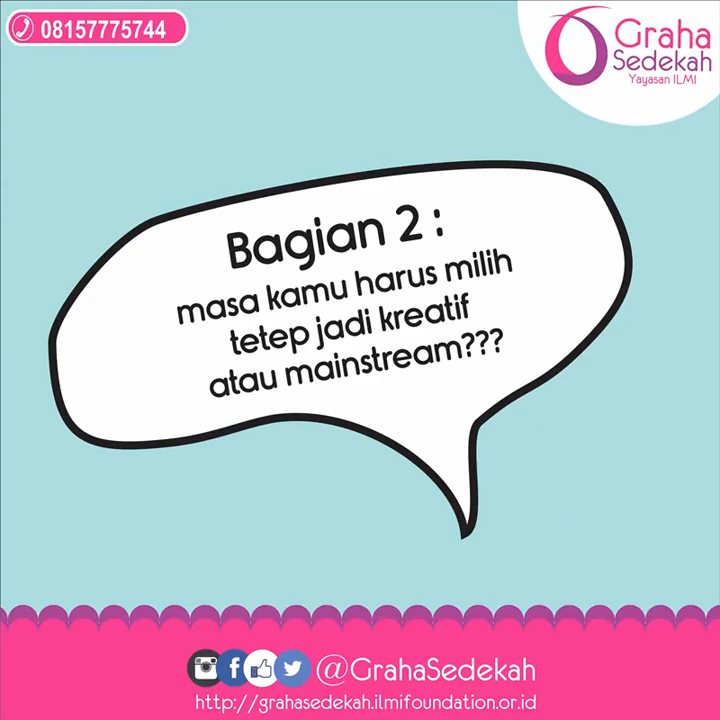 08157775744
Graha
Sedekah
Yayasan ILMI
Bagian 2 :
masa kamu harus milih
tetep jadi kreatif
atau mainstream???
@GrahaSedekah
http://grahasedekah.ilmifoundation.or.id